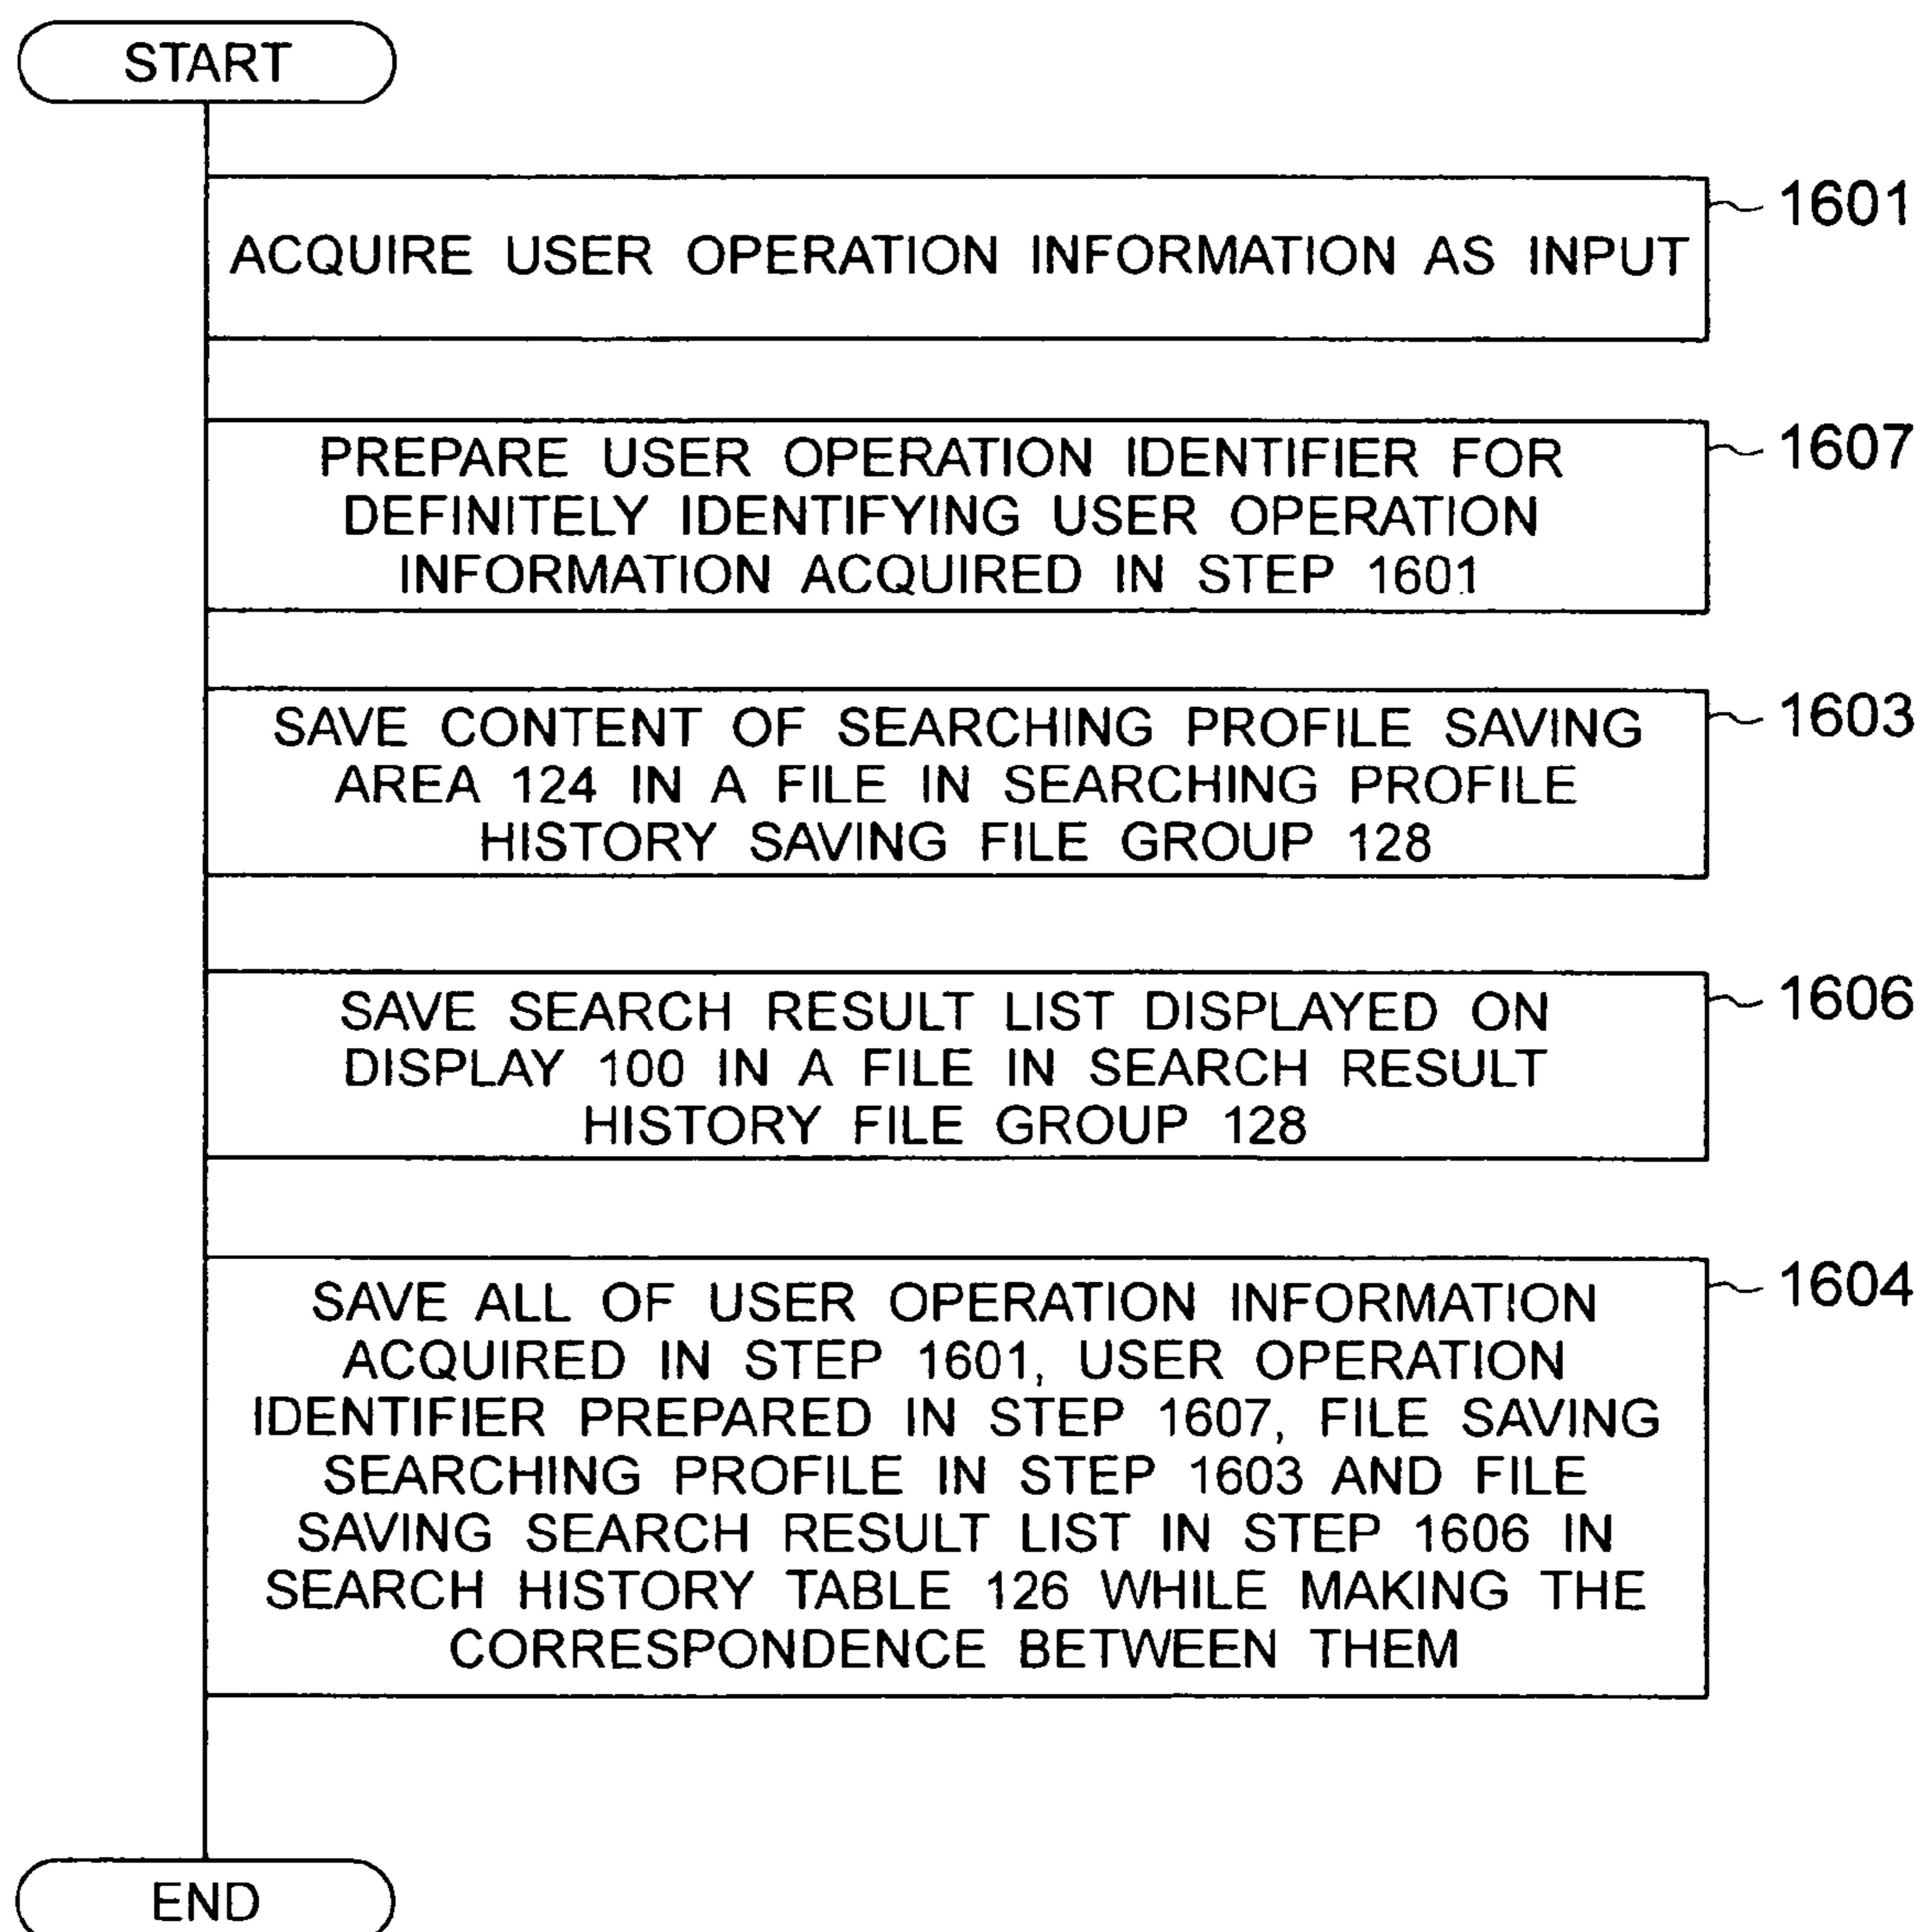 START
ACQUIRE USER OPERATION INFORMATION AS INPUT
1601
PREPARE USER OPERATION IDENTIFIER FOR
DEFINITELY IDENTIFYING USER OPERATION
INFORMATION ACQUIRED IN STEP 1601
1607
SAVE CONTENT OF SEARCHING PROFILE SAVING
AREA 124 IN A FILE IN SEARCHING PROFILE
HISTORY SAVING FILE GROUP 128
1603
SAVE SEARCH RESULT LIST DISPLAYED ON
DISPLAY 100 IN A FILE IN SEARCH RESULT
HISTORY FILE GROUP 128
1606
SAVE ALL OF USER OPERATION INFORMATION
ACQUIRED IN STEP 1601, USER OPERATION
IDENTIFIER PREPARED IN STEP 1607, FILE SAVING
SEARCHING PROFILE IN STEP 1603 AND FILE
SAVING SEARCH RESULT LIST IN STEP 1606 IN
SEARCH HISTORY TABLE 126 WHILE MAKING THE
CORRESPONDENCE BETWEEN THEM
1604
END